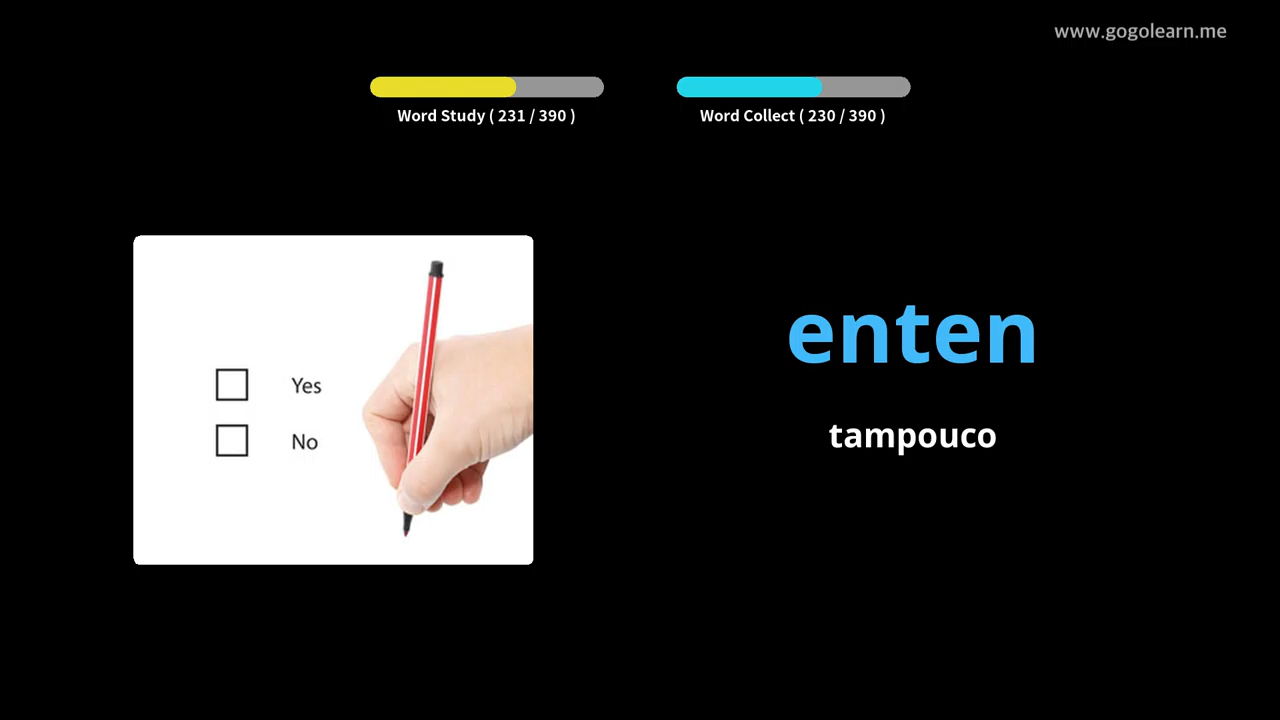 www.gogolearn.me
Word Study ( 231 / 390 )
Word Collect ( 230 / 390 )
Yes
No
enten
tampouco